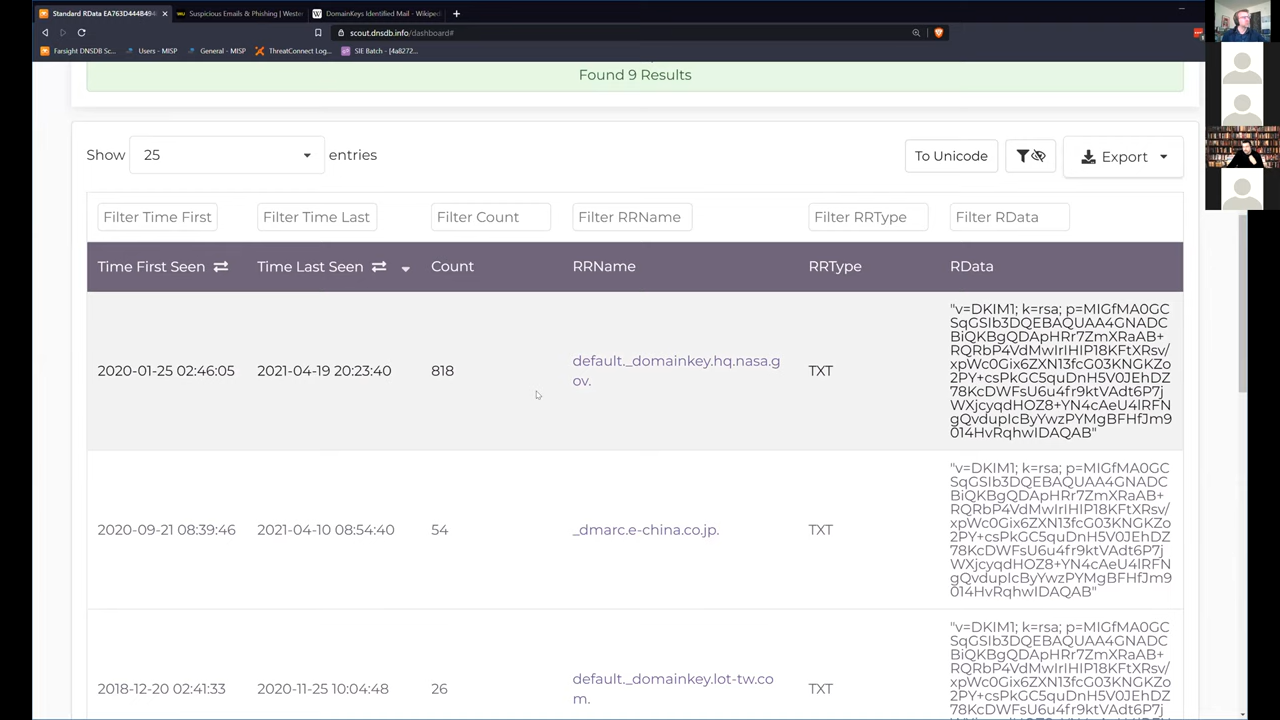 Standard RData EA763D4448494
Suspicious Emails & Phishing | Wester
DomainKeys Identified Mail - Wikiped
scout.dnsdb.info/dashboard#
Farsight DNSDB Sc...
Users - MISP
General - MISP
ThreatConnect Log...
SIE Batch - [4a8272...
Found 9 Results
Show 25 entries
To Unicode
Export
Filter Time First
Filter Time Last
Filter Count
Filter RRName
Filter RRType
Filter RData
Time First Seen
Time Last Seen
Count
RRName
RRType
RData
2020-01-25 02:46:05
2021-04-19 20:23:40
818
default._domainkey.hq.nasa.g
ov.
TXT
"v=DKIM1; k=rsa; p=MIGfMA0GC
SqGSIb3DQEBAQUAA4GNADC
BiQKBgQDApHRr7ZmXRaAB+
RQRbP4VdMwIrIHIP18KFtXRsv/
xpWc0Gix6ZXN13fcG03KNGKZo
2PY+csPkGC5quDnH5V0JEhDZ
78KcDWFsU6u4fr9ktVAdt6P7j
WXjcyqdHOZ8+YN4cAeU4lRFN
gQvdupIcByYwzPYMgBFHfJm9
014HvRqhwIDAQAB"
2020-09-21 08:39:46
2021-04-10 08:54:40
54
_dmarc.e-china.co.jp.
TXT
"v=DKIM1; k=rsa; p=MIGfMA0GC
SqGSIb3DQEBAQUAA4GNADC
BiQKBgQDApHRr7ZmXRaAB+
RQRbP4VdMwIrIHIP18KFtXRsv/
xpWc0Gix6ZXN13fcG03KNGKZo
2PY+csPkGC5quDnH5V0JEhDZ
78KcDWFsU6u4fr9ktVAdt6P7j
WXjcyqdHOZ8+YN4cAeU4lRFN
gQvdupIcByYwzPYMgBFHfJm9
014HvRqhwIDAQAB"
2018-12-20 02:41:33
2020-11-25 10:04:48
26
default._domainkey.lot-tw.co
m.
TXT
"v=DKIM1; k=rsa; p=MIGfMA0GC
SqGSIb3DQEBAQUAA4GNADC
BiQKBgQDApHRr7ZmXRaAB+
RQRbP4VdMwIrIHIP18KFtXRsv/
xpWc0Gix6ZXN13fcG03KNGKZo
2PY+csPkGC5quDnH5V0JEhDZ